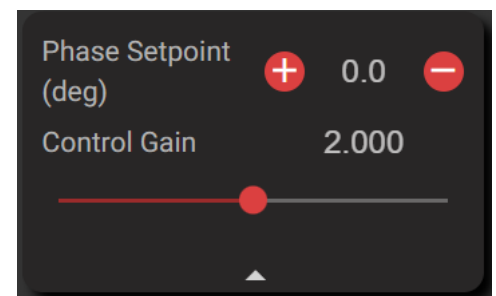 Phase Setpoint
(deg)
+ 0.0 −
Control Gain 2.000